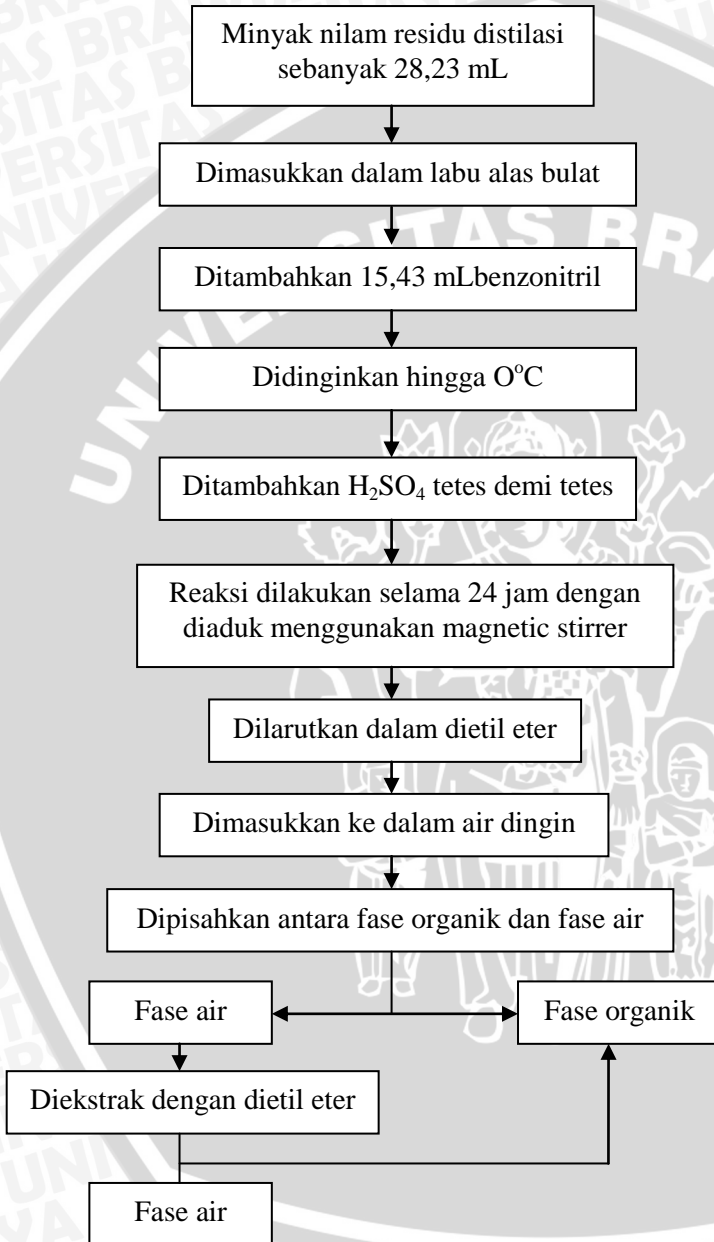 Minyak nilam residu distilasi
sebanyak 28,23 mL
Dimasukkan dalam labu alas bulat
Ditambahkan 15,43 mLbenzonitril
Didinginkan hingga O°C
Ditambahkan H₂SO₄ tetes demi tetes
Reaksi dilakukan selama 24 jam dengan
diaduk menggunakan magnetic stirrer
Dilarutkan dalam dietil eter
Dimasukkan ke dalam air dingin
Dipisahkan antara fase organik dan fase air
Fase air
Fase organik
Diekstrak dengan dietil eter
Fase air
UNIVERSITAS BRA